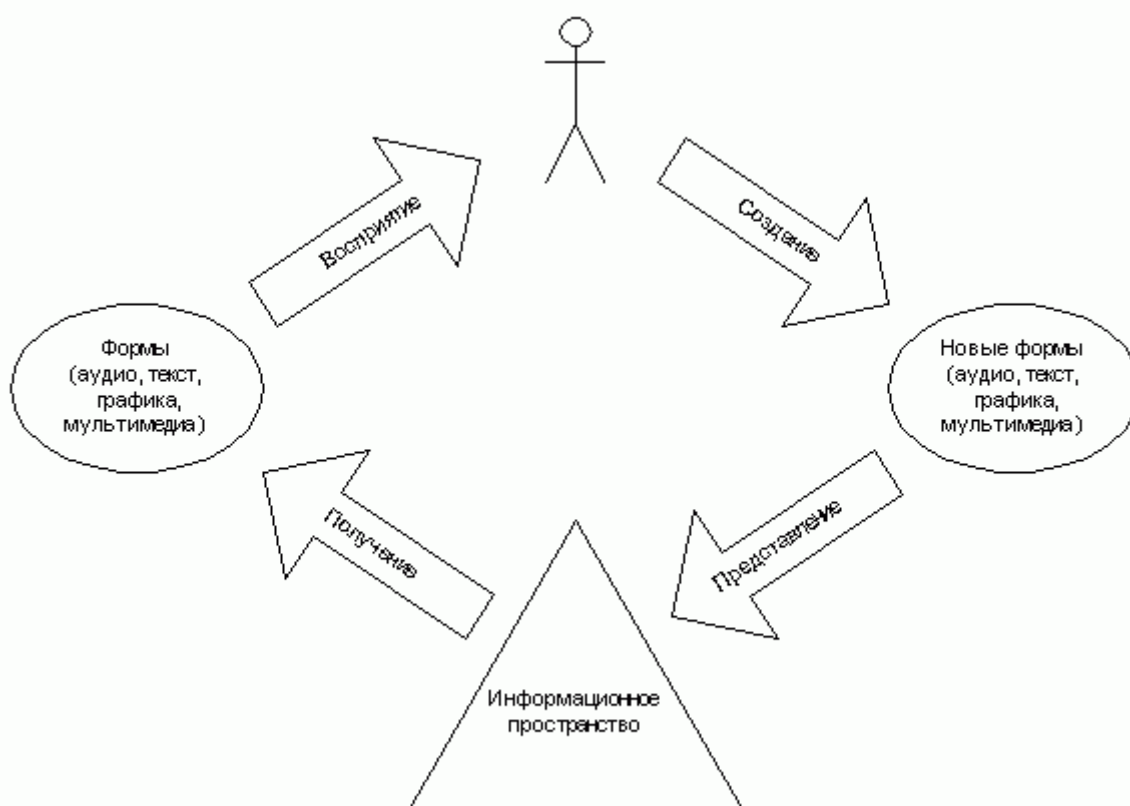 Восприятие
Создание
Формы
(аудио, текст,
графика,
мультимедиа)
Новые формы
(аудио, текст,
графика,
мультимедиа)
Получение
Представление
Информационное
пространство